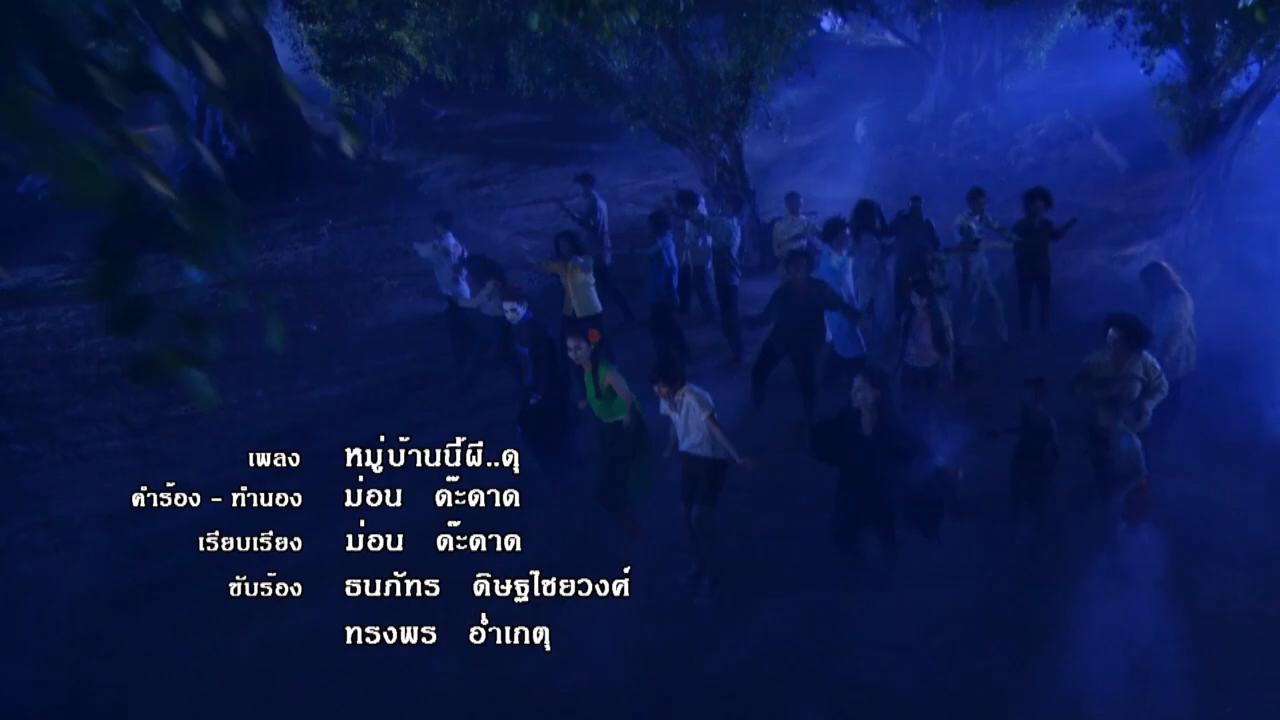 เพลง หมู่บ้านนี้ผี..ดุ
คำร้อง - ทำนอง ม่อน ด๊ะดาด
เรียบเรียง ม่อน ด๊ะดาด
ขับร้อง ธนภัทร ดิษฐไชยวงศ์
ทรงพร อ่ำเกตุ